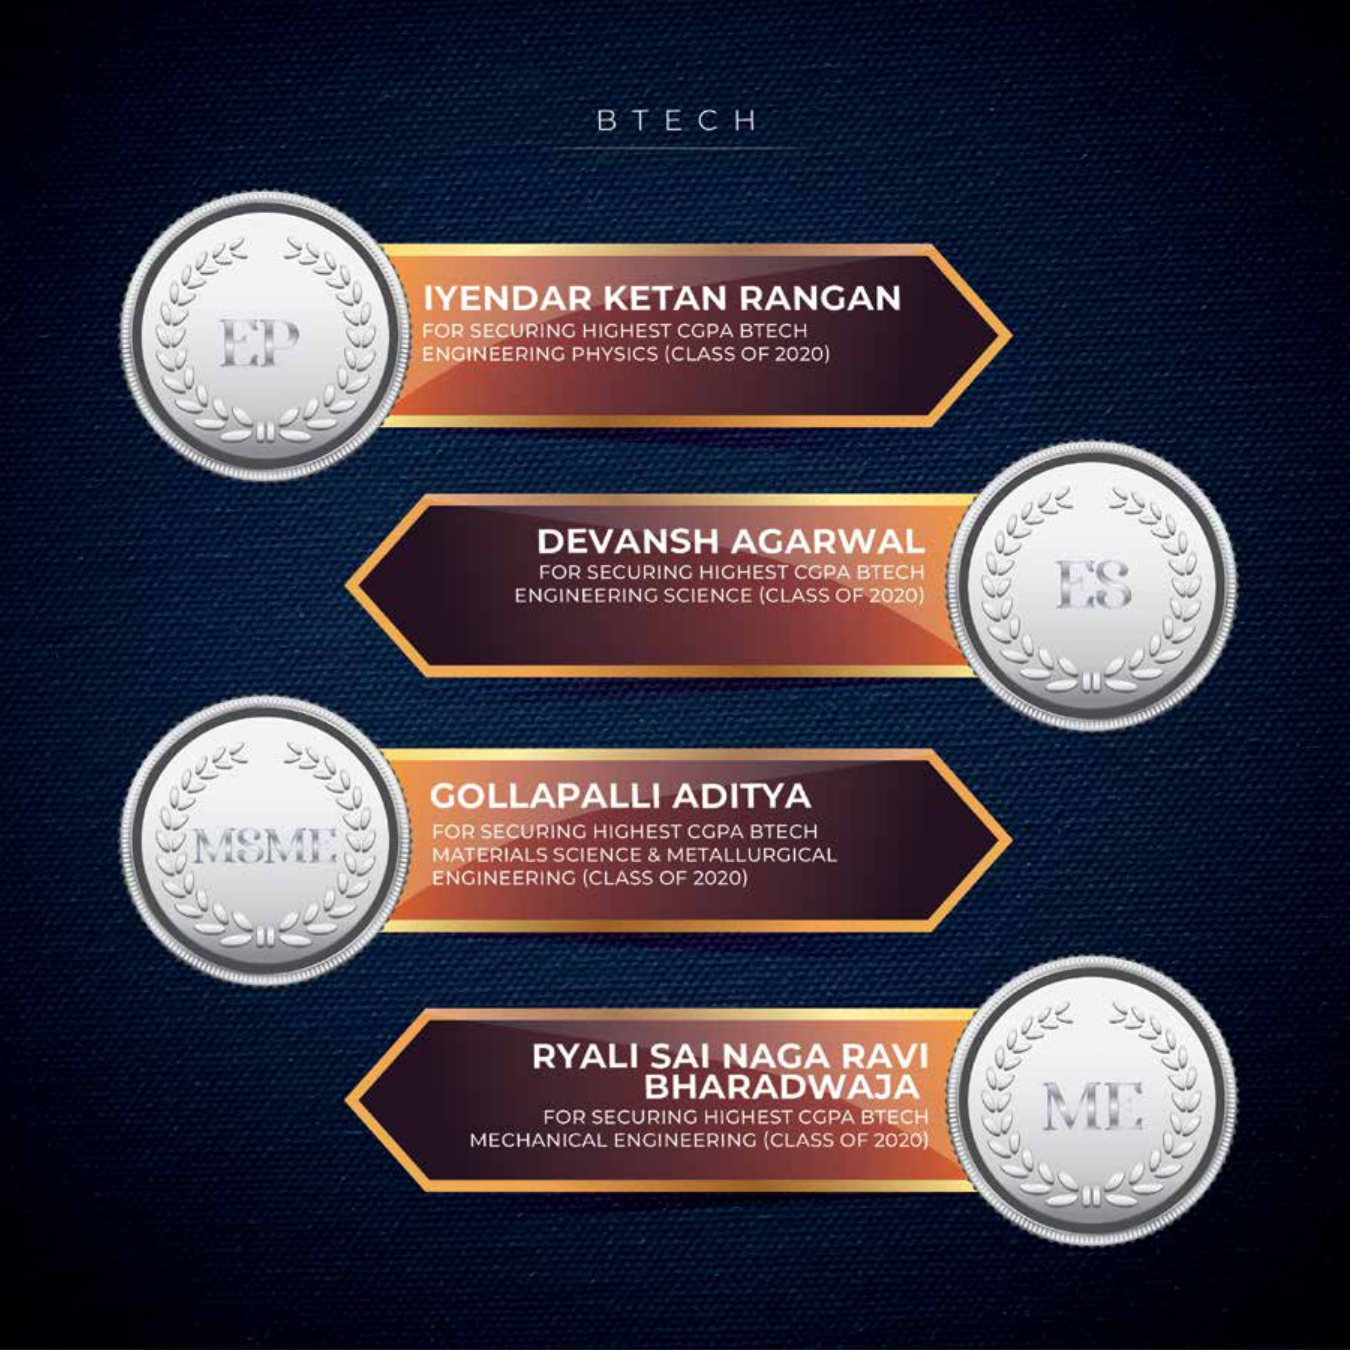 BTECH
EP
IYENDAR KETAN RANGAN
FOR SECURING HIGHEST CGPA BTECH
ENGINEERING PHYSICS (CLASS OF 2020)
DEVANSH AGARWAL
FOR SECURING HIGHEST CGPA BTECH
ENGINEERING SCIENCE (CLASS OF 2020)
ES
MSME
GOLLAPALLI ADITYA
FOR SECURING HIGHEST CGPA BTECH
MATERIALS SCIENCE & METALLURGICAL
ENGINEERING (CLASS OF 2020)
RYALI SAI NAGA RAVI
BHARADWAJA
FOR SECURING HIGHEST CGPA BTECH
MECHANICAL ENGINEERING (CLASS OF 2020)
ME